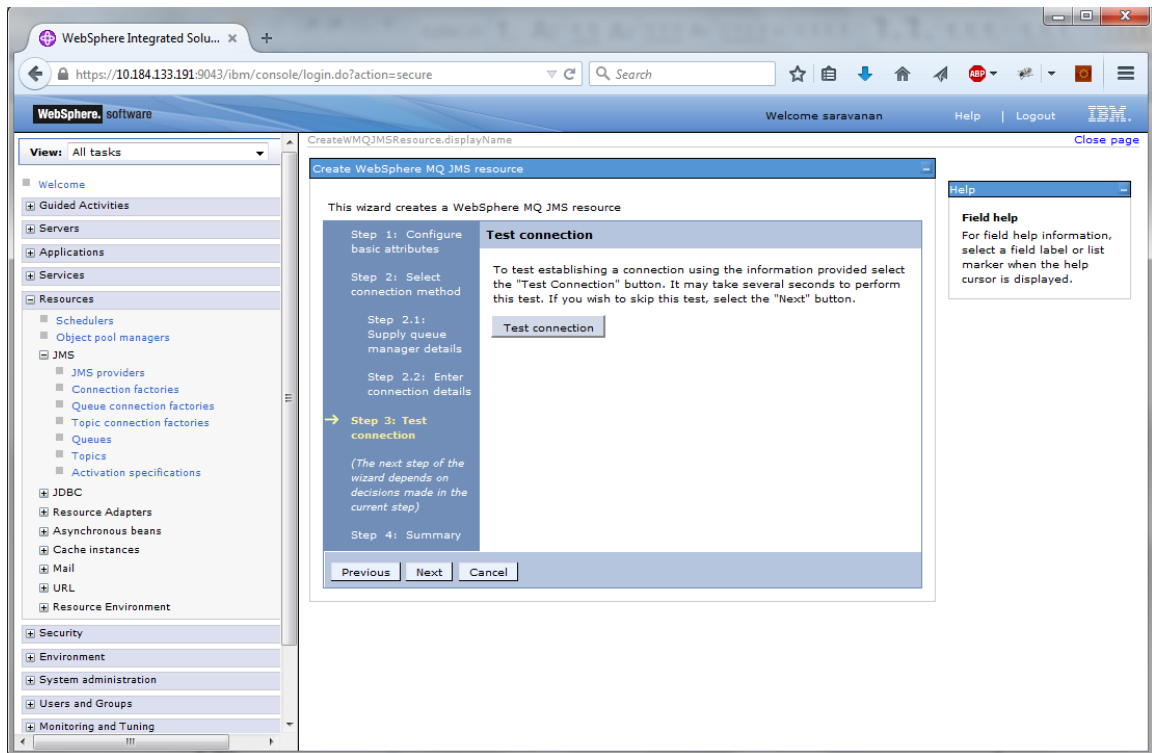 WebSphere Integrated Solu...
https://10.184.133.191:9043/ibm/console/login.do?action=secure
Search
ABP
WebSphere. software
Welcome saravanan
Help | Logout
IBM.
View: All tasks
Welcome
Guided Activities
Servers
Applications
Services
Resources
Schedulers
Object pool managers
JMS
JMS providers
Connection factories
Queue connection factories
Topic connection factories
Queues
Topics
Activation specifications
JDBC
Resource Adapters
Asynchronous beans
Cache instances
Mail
URL
Resource Environment
Security
Environment
System administration
Users and Groups
Monitoring and Tuning
CreateWMQJMSResource.displayName
Close page
Create WebSphere MQ JMS resource
This wizard creates a WebSphere MQ JMS resource
Step 1: Configure
basic attributes
Step 2: Select
connection method
Step 2.1:
Supply queue
manager details
Step 2.2: Enter
connection details
Step 3: Test
connection
(The next step of the
wizard depends on
decisions made in the
current step)
Step 4: Summary
Test connection
To test establishing a connection using the information provided select
the "Test Connection" button. It may take several seconds to perform
this test. If you wish to skip this test, select the "Next" button.
Test connection
Previous
Next
Cancel
Help
Field help
For field help information,
select a field label or list
marker when the help
cursor is displayed.